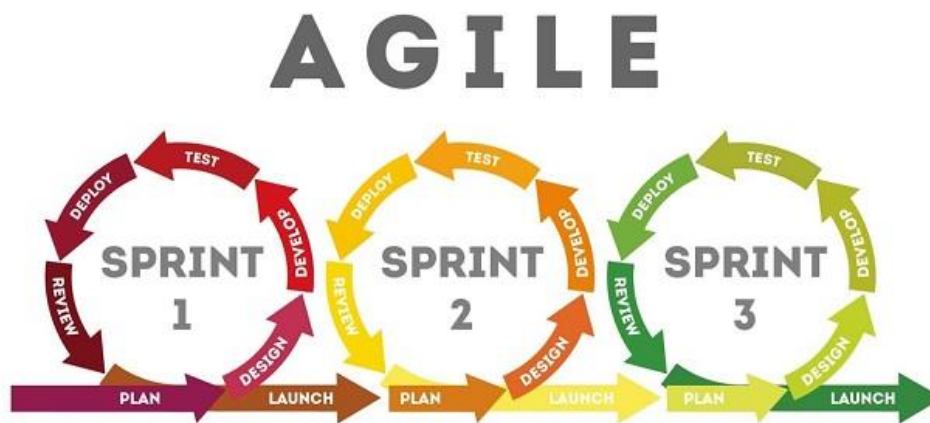 AGILE
TEST
DEPLOY
DEVELOP
SPRINT
1
REVIEW
DESIGN
PLAN
LAUNCH
TEST
DEPLOY
DEVELOP
SPRINT
2
REVIEW
DESIGN
PLAN
LAUNCH
TEST
DEPLOY
DEVELOP
SPRINT
3
REVIEW
DESIGN
PLAN
LAUNCH